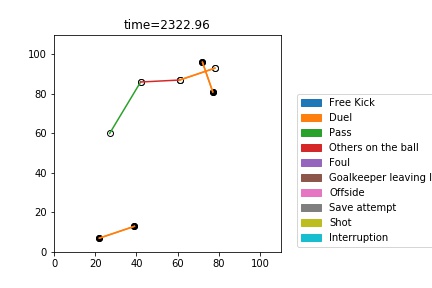 time=2322.96
100
80
60
40
20
0
0 20 40 60 80 100
Free Kick
Duel
Pass
Others on the ball
Foul
Goalkeeper leaving l
Offside
Save attempt
Shot
Interruption